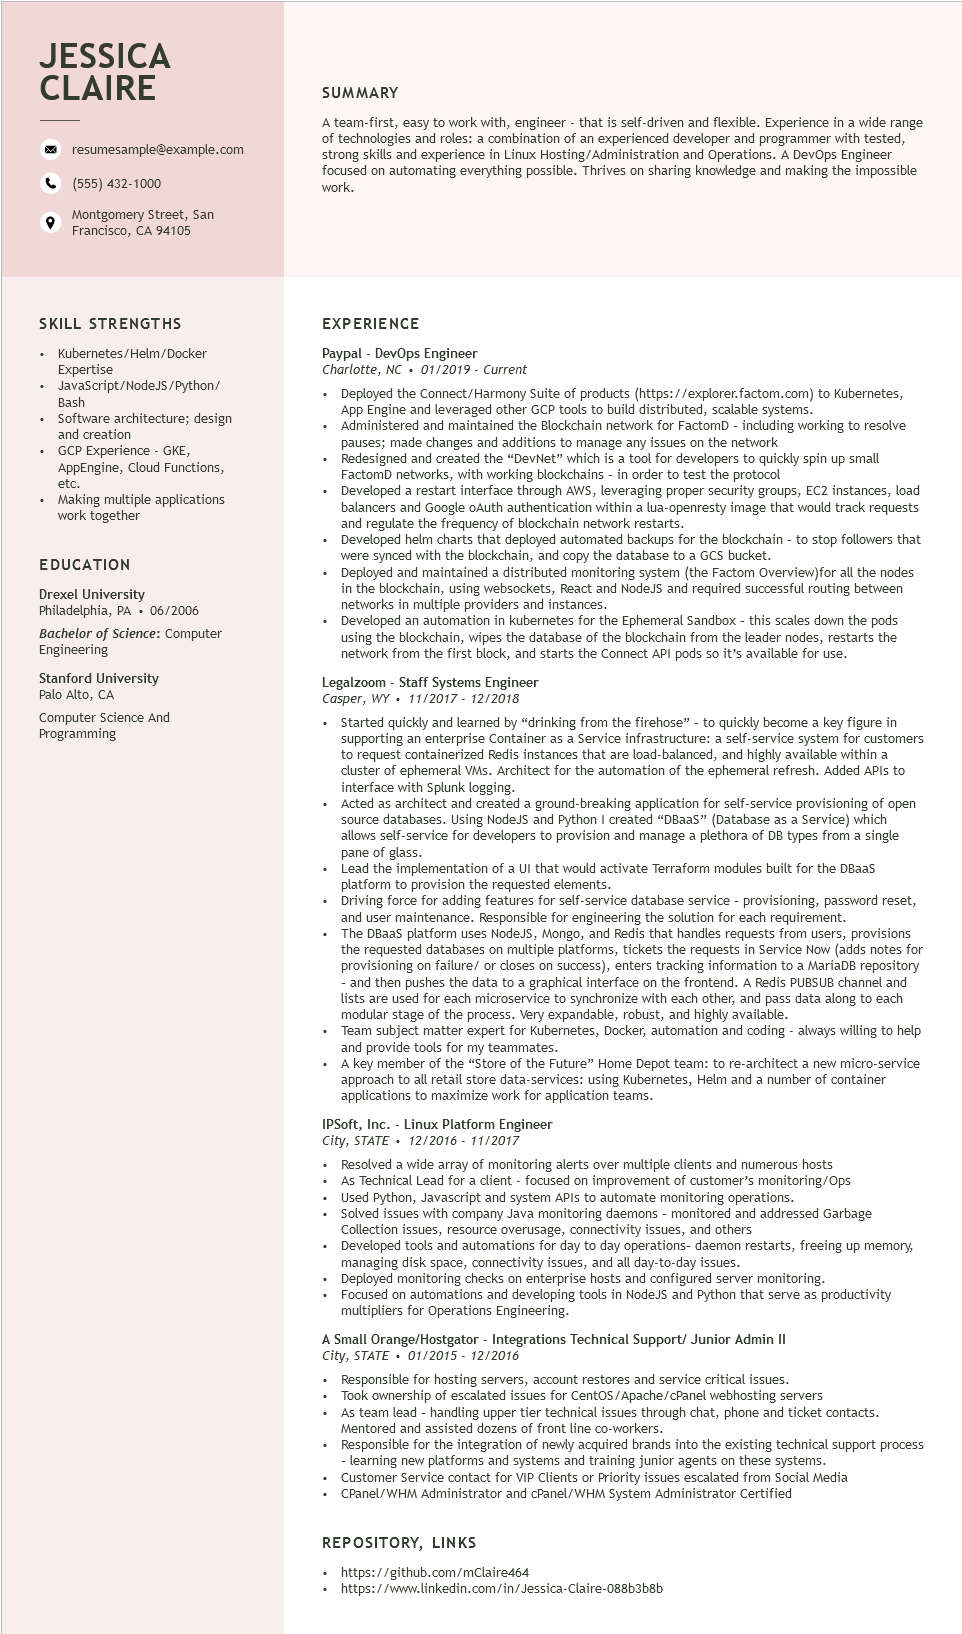 JESSICA
CLAIRE
resumesample@example.com
(555) 432-1000
Montgomery Street, San
Francisco, CA 94105
SUMMARY
A team-first, easy to work with, engineer - that is self-driven and flexible. Experience in a wide range
of technologies and roles: a combination of an experienced developer and programmer with tested,
strong skills and experience in Linux Hosting/Administration and Operations. A DevOps Engineer
focused on automating everything possible. Thrives on sharing knowledge and making the impossible
work.
SKILL STRENGTHS
• Kubernetes/Helm/Docker
Expertise
• JavaScript/NodeJS/Python/
Bash
• Software architecture; design
and creation
• GCP Experience - GKE,
AppEngine, Cloud Functions,
etc.
• Making multiple applications
work together
EDUCATION
Drexel University
Philadelphia, PA • 06/2006
Bachelor of Science: Computer
Engineering
Stanford University
Palo Alto, CA
Computer Science And
Programming
EXPERIENCE
Paypal - DevOps Engineer
Charlotte, NC • 01/2019 - Current
• Deployed the Connect/Harmony Suite of products (https://explorer.factom.com) to Kubernetes,
App Engine and leveraged other GCP tools to build distributed, scalable systems.
• Administered and maintained the Blockchain network for FactomD – including working to resolve
pauses; made changes and additions to manage any issues on the network
• Redesigned and created the “DevNet” which is a tool for developers to quickly spin up small
FactomD networks, with working blockchains – in order to test the protocol
• Developed a restart interface through AWS, leveraging proper security groups, EC2 instances, load
balancers and Google oAuth authentication within a lua-openresty image that would track requests
and regulate the frequency of blockchain network restarts.
• Developed helm charts that deployed automated backups for the blockchain – to stop followers that
were synced with the blockchain, and copy the database to a GCS bucket.
• Deployed and maintained a distributed monitoring system (the Factom Overview)for all the nodes
in the blockchain, using websockets, React and NodeJS and required successful routing between
networks in multiple providers and instances.
• Developed an automation in kubernetes for the Ephemeral Sandbox – this scales down the pods
using the blockchain, wipes the database of the blockchain from the leader nodes, restarts the
network from the first block, and starts the Connect API pods so it’s available for use.
Legalzoom - Staff Systems Engineer
Casper, WY • 11/2017 - 12/2018
• Started quickly and learned by “drinking from the firehose” – to quickly become a key figure in
supporting an enterprise Container as a Service infrastructure: a self-service system for customers
to request containerized Redis instances that are load-balanced, and highly available within a
cluster of ephemeral VMs. Architect for the automation of the ephemeral refresh. Added APIs to
interface with Splunk logging.
• Acted as architect and created a ground-breaking application for self-service provisioning of open
source databases. Using NodeJS and Python I created “DBaaS” (Database as a Service) which
allows self-service for developers to provision and manage a plethora of DB types from a single
pane of glass.
• Lead the implementation of a UI that would activate Terraform modules built for the DBaaS
platform to provision the requested elements.
• Driving force for adding features for self-service database service – provisioning, password reset,
and user maintenance. Responsible for engineering the solution for each requirement.
• The DBaaS platform uses NodeJS, Mongo, and Redis that handles requests from users, provisions
the requested databases on multiple platforms, tickets the requests in Service Now (adds notes for
provisioning on failure/ or closes on success), enters tracking information to a MariaDB repository
– and then pushes the data to a graphical interface on the frontend. A Redis PUBSUB channel and
lists are used for each microservice to synchronize with each other, and pass data along to each
modular stage of the process. Very expandable, robust, and highly available.
• Team subject matter expert for Kubernetes, Docker, automation and coding - always willing to help
and provide tools for my teammates.
• A key member of the “Store of the Future” Home Depot team: to re-architect a new micro-service
approach to all retail store data-services: using Kubernetes, Helm and a number of container
applications to maximize work for application teams.
IPSoft, Inc. - Linux Platform Engineer
City, STATE • 12/2016 - 11/2017
• Resolved a wide array of monitoring alerts over multiple clients and numerous hosts
• As Technical Lead for a client - focused on improvement of customer’s monitoring/Ops
• Used Python, Javascript and system APIs to automate monitoring operations.
• Solved issues with company Java monitoring daemons – monitored and addressed Garbage
Collection issues, resource overusage, connectivity issues, and others
• Developed tools and automations for day to day operations– daemon restarts, freeing up memory,
managing disk space, connectivity issues, and all day-to-day issues.
• Deployed monitoring checks on enterprise hosts and configured server monitoring.
• Focused on automations and developing tools in NodeJS and Python that serve as productivity
multipliers for Operations Engineering.
A Small Orange/Hostgator - Integrations Technical Support/ Junior Admin II
City, STATE • 01/2015 - 12/2016
• Responsible for hosting servers, account restores and service critical issues.
• Took ownership of escalated issues for CentOS/Apache/cPanel webhosting servers
• As team lead – handling upper tier technical issues through chat, phone and ticket contacts.
Mentored and assisted dozens of front line co-workers.
• Responsible for the integration of newly acquired brands into the existing technical support process
– learning new platforms and systems and training junior agents on these systems.
• Customer Service contact for VIP Clients or Priority issues escalated from Social Media
• CPanel/WHM Administrator and cPanel/WHM System Administrator Certified
REPOSITORY, LINKS
• https://github.com/mClaire464
• https://www.linkedin.com/in/Jessica-Claire-088b3b8b